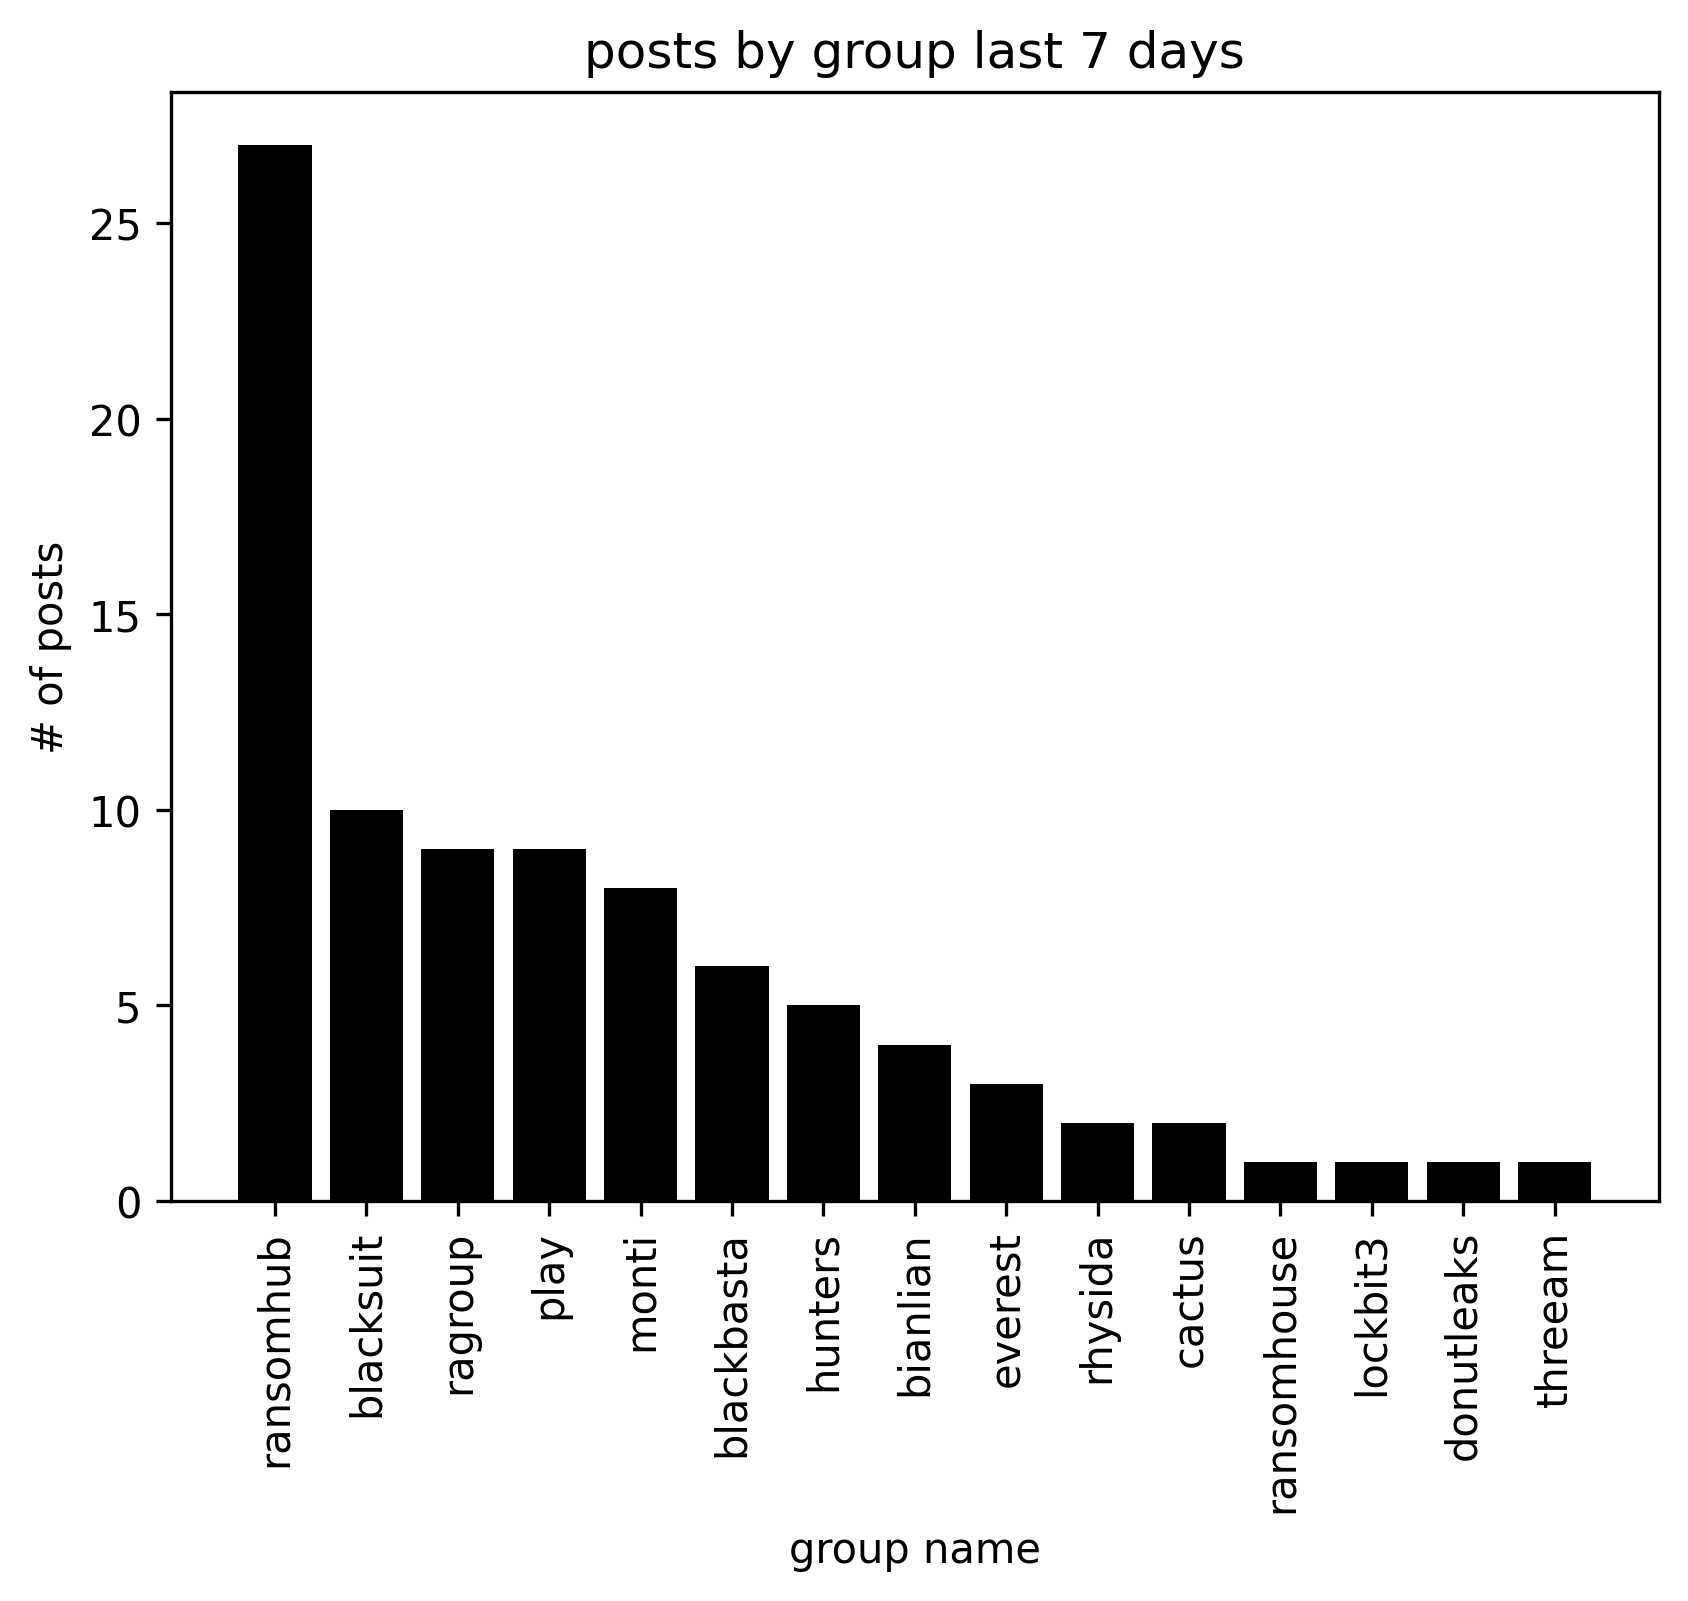 posts by group last 7 days
# of posts
25
20
15
10
5
0
ransomhub
blacksuit
ragroup
play
monti
blackbasta
hunters
bianlian
everest
rhysida
cactus
ransomhouse
lockbit3
donutleaks
threeam
group name